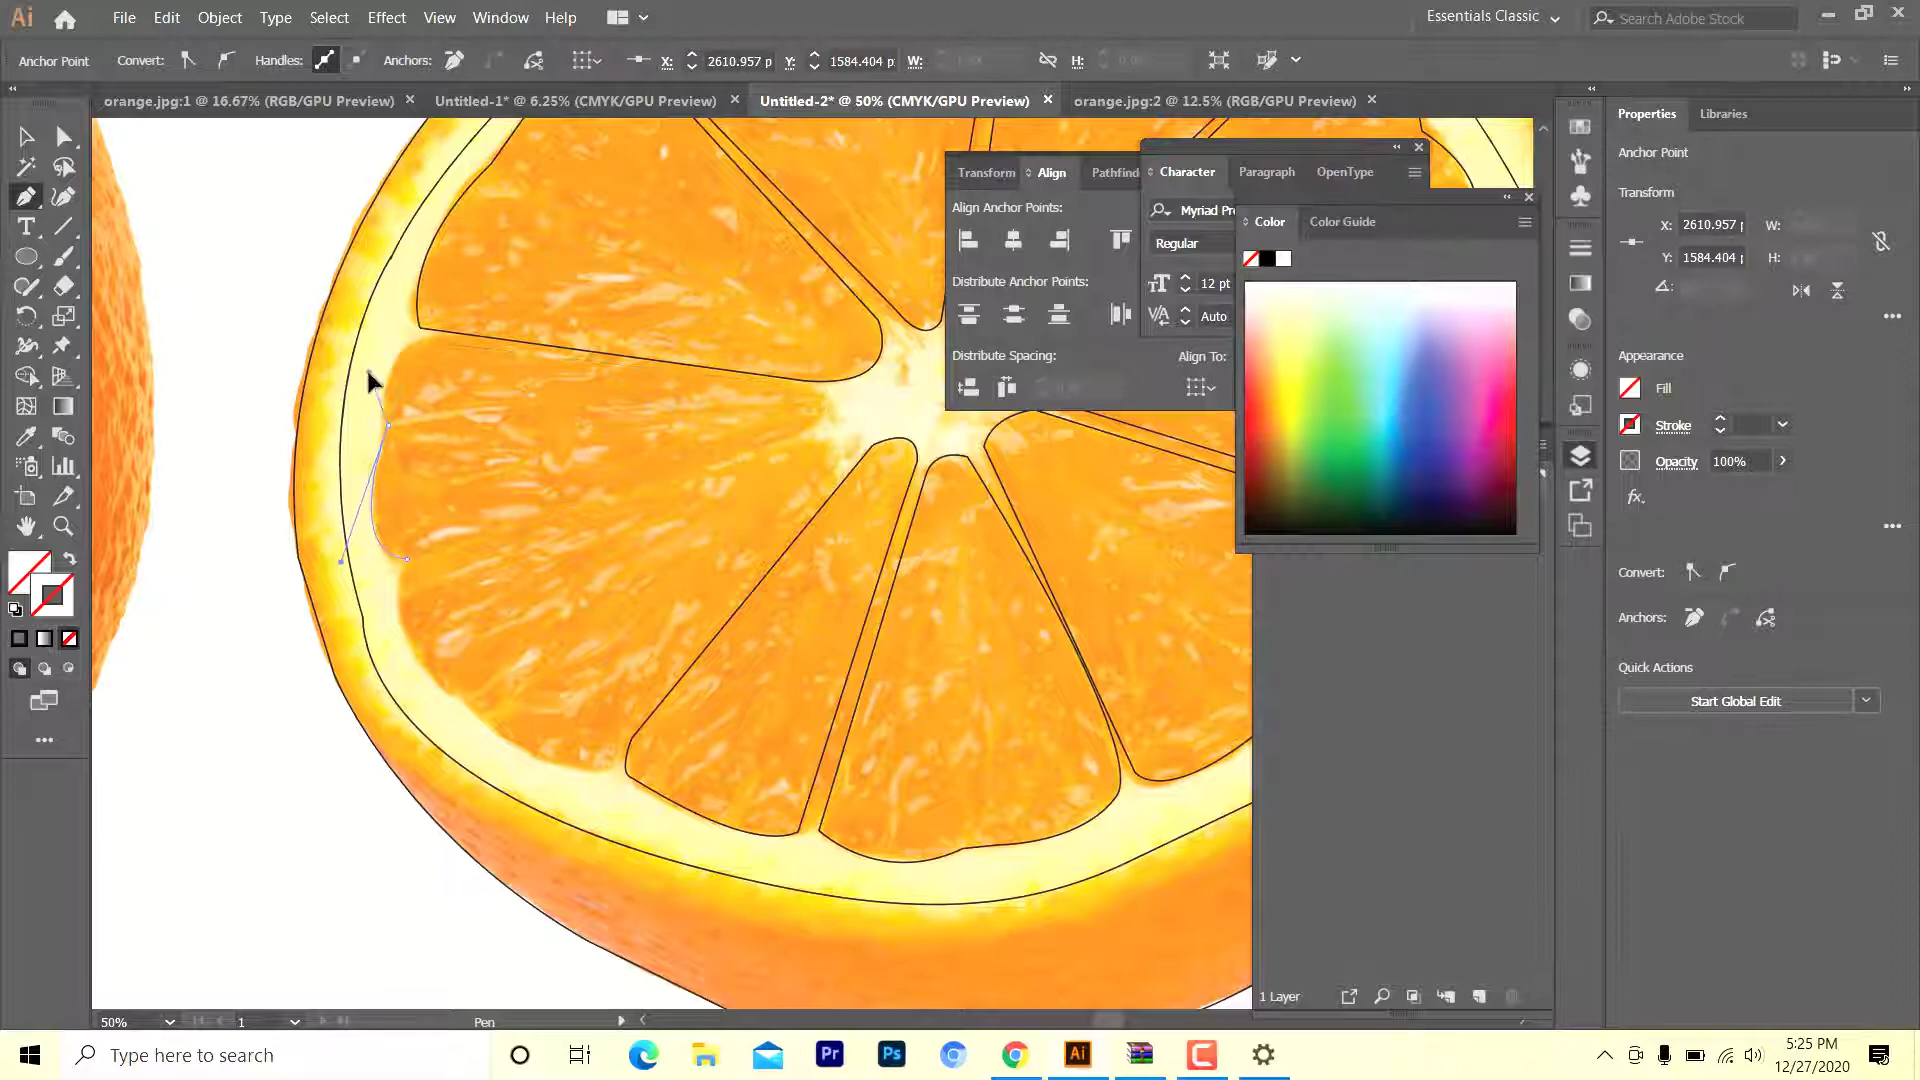 Ai File Edit Object Type Select Effect View Window Help Essentials Classic Search Adobe Stock
Anchor Point Convert: Handles: Anchors: X: 2610.957 p Y: 1584.404 p W: H:
orange.jpg:1 @ 16.67% (RGB/GPU Preview) Untitled-1* @ 6.25% (CMYK/GPU Preview) Untitled-2* @ 50% (CMYK/GPU Preview) orange.jpg:2 @ 12.5% (RGB/GPU Preview)
Properties Libraries
Anchor Point
Transform
X: 2610.957 W:
Y: 1584.404 H:
Appearance
Fill
Stroke
Opacity 100%
fx.
Convert:
Anchors:
Quick Actions
Start Global Edit
Transform Align Pathfind
Align Anchor Points:
Distribute Anchor Points:
Distribute Spacing: Align To:
Character Paragraph OpenType
Myriad Pr
Regular
12 pt
Auto
Color Color Guide
1 Layer
50% 1 Pen
Type here to search Pr Ps Ai 5:25 PM
12/27/2020